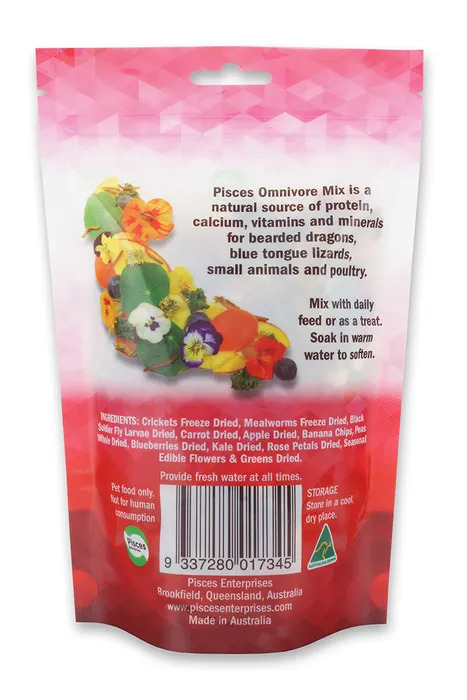 Pisces Omnivore Mix is a
natural source of protein,
calcium, vitamins and minerals
for bearded dragons,
blue tongue lizards,
small animals and poultry.
Mix with daily
feed or as a treat.
Soak in warm
water to soften.
INGREDIENTS: Crickets Freeze Dried, Mealworms Freeze Dried, Black
Soldier Fly Larvae Dried, Carrot Dried, Apple Dried, Banana Chips, Peas
Whole Dried, Blueberries Dried, Kale Dried, Rose Petals Dried, Seasonal
Edible Flowers & Greens Dried.
Provide fresh water at all times.
Pet food only.
Not for human
consumption
Pisces
9 337280 017345
STORAGE
Store in a cool,
dry place.
Pisces Enterprises
Brookfield, Queensland, Australia
www.piscesenterprises.com
Made in Australia